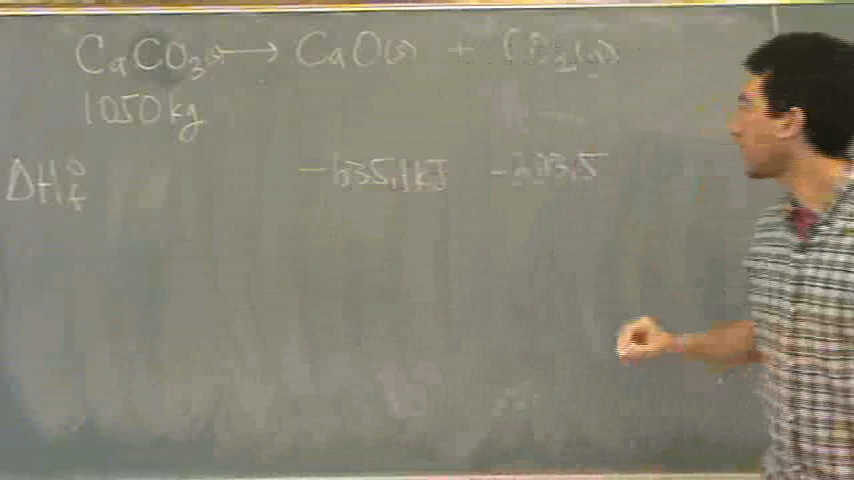 CaCO₃(s) ⟶ CaO(s) + CO₂(g)
1050 kg
ΔH°f -635.1 kJ -393.5